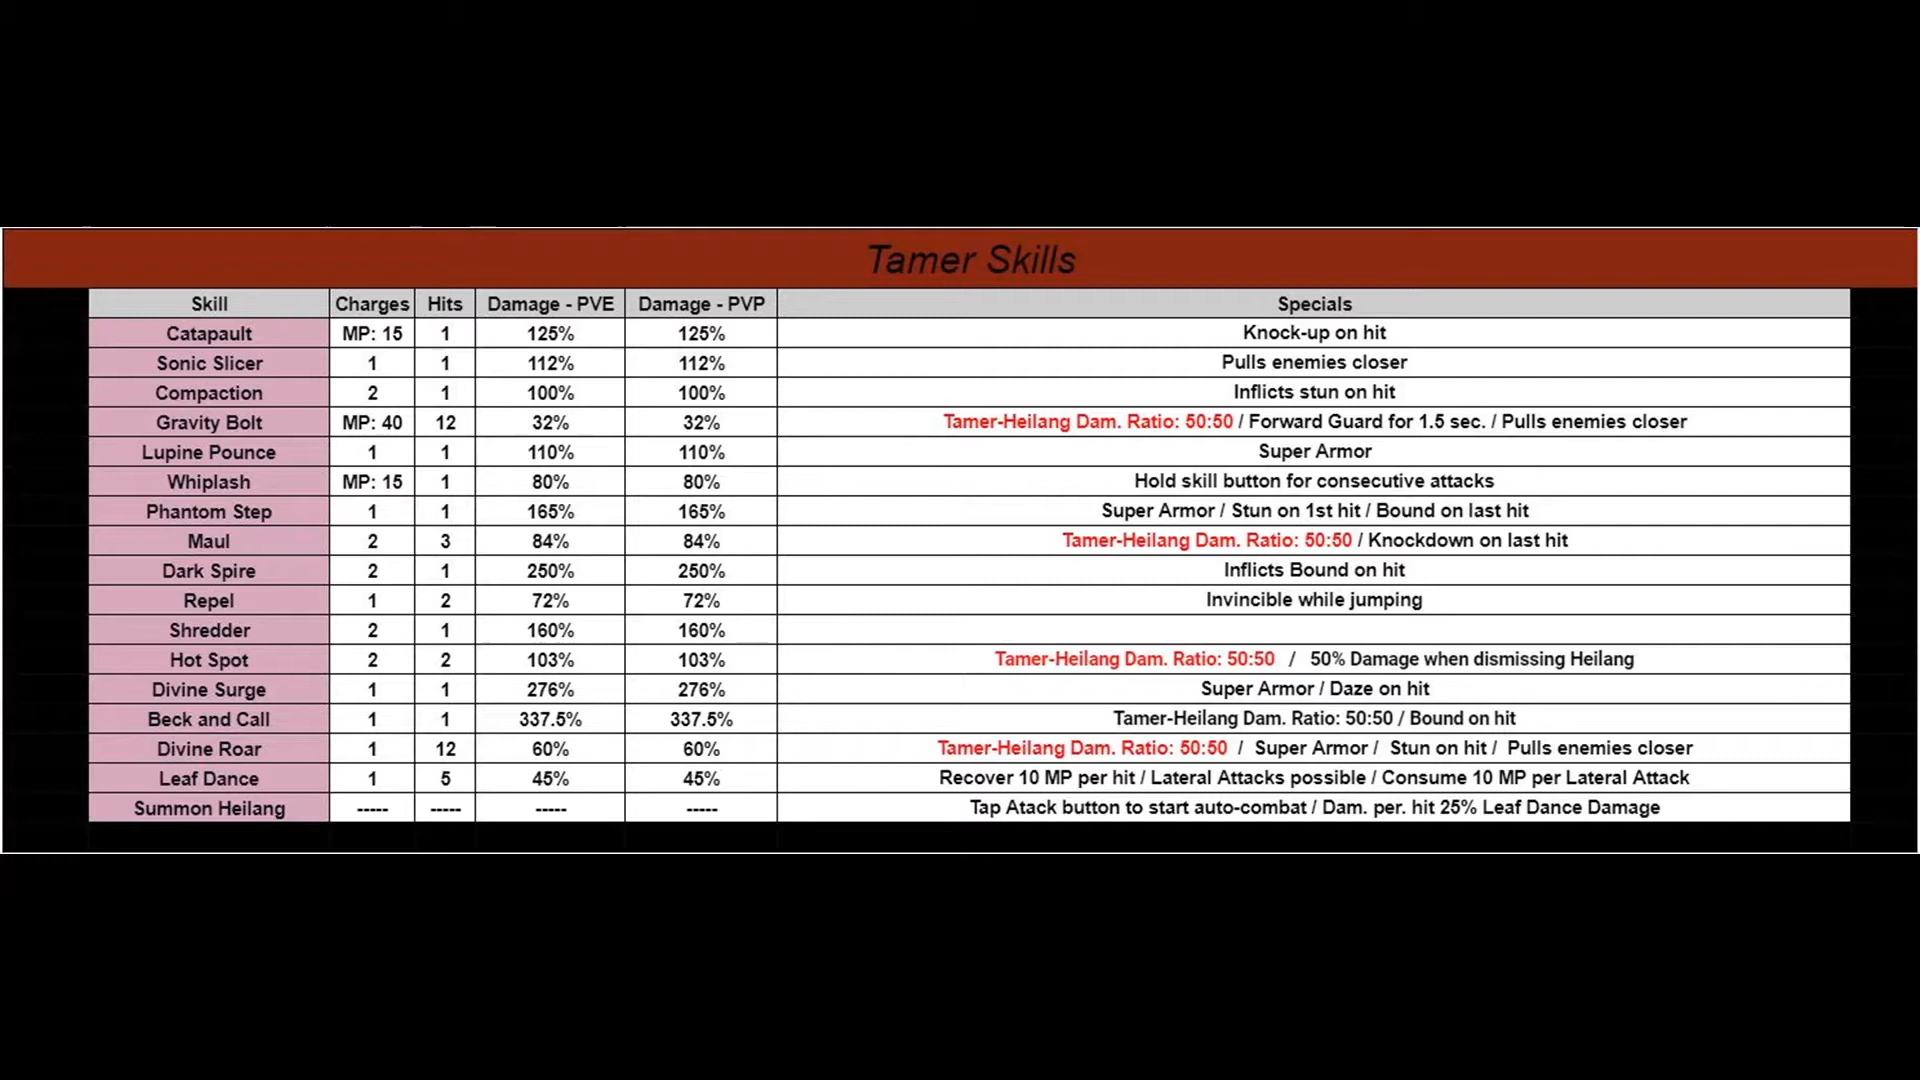 Tamer Skills
Skill Charges Hits Damage - PVE Damage - PVP Specials
Catapault MP: 15 1 125% 125% Knock-up on hit
Sonic Slicer 1 1 112% 112% Pulls enemies closer
Compaction 2 1 100% 100% Inflicts stun on hit
Gravity Bolt MP: 40 12 32% 32% Tamer-Heilang Dam. Ratio: 50:50 / Forward Guard for 1.5 sec. / Pulls enemies closer
Lupine Pounce 1 1 110% 110% Super Armor
Whiplash MP: 15 1 80% 80% Hold skill button for consecutive attacks
Phantom Step 1 1 165% 165% Super Armor / Stun on 1st hit / Bound on last hit
Maul 2 3 84% 84% Tamer-Heilang Dam. Ratio: 50:50 / Knockdown on last hit
Dark Spire 2 1 250% 250% Inflicts Bound on hit
Repel 1 2 72% 72% Invincible while jumping
Shredder 2 1 160% 160%
Hot Spot 2 2 103% 103% Tamer-Heilang Dam. Ratio: 50:50 / 50% Damage when dismissing Heilang
Divine Surge 1 1 276% 276% Super Armor / Daze on hit
Beck and Call 1 1 337.5% 337.5% Tamer-Heilang Dam. Ratio: 50:50 / Bound on hit
Divine Roar 1 12 60% 60% Tamer-Heilang Dam. Ratio: 50:50 / Super Armor / Stun on hit / Pulls enemies closer
Leaf Dance 1 5 45% 45% Recover 10 MP per hit / Lateral Attacks possible / Consume 10 MP per Lateral Attack
Summon Heilang ----- ----- ----- ----- Tap Atack button to start auto-combat / Dam. per. hit 25% Leaf Dance Damage